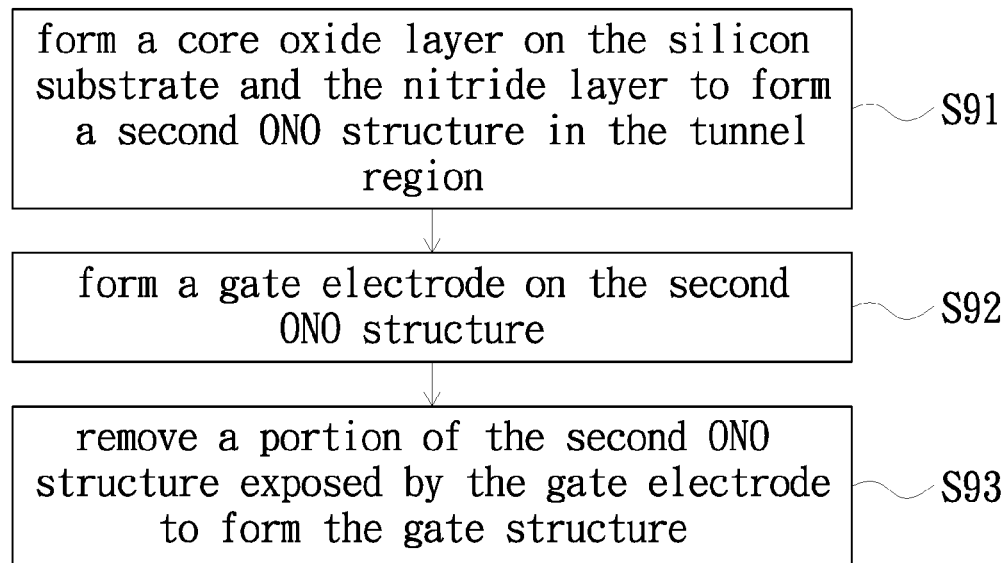 form a core oxide layer on the silicon
substrate and the nitride layer to form
a second ONO structure in the tunnel
region
S91
form a gate electrode on the second
ONO structure
S92
remove a portion of the second ONO
structure exposed by the gate electrode
to form the gate structure
S93